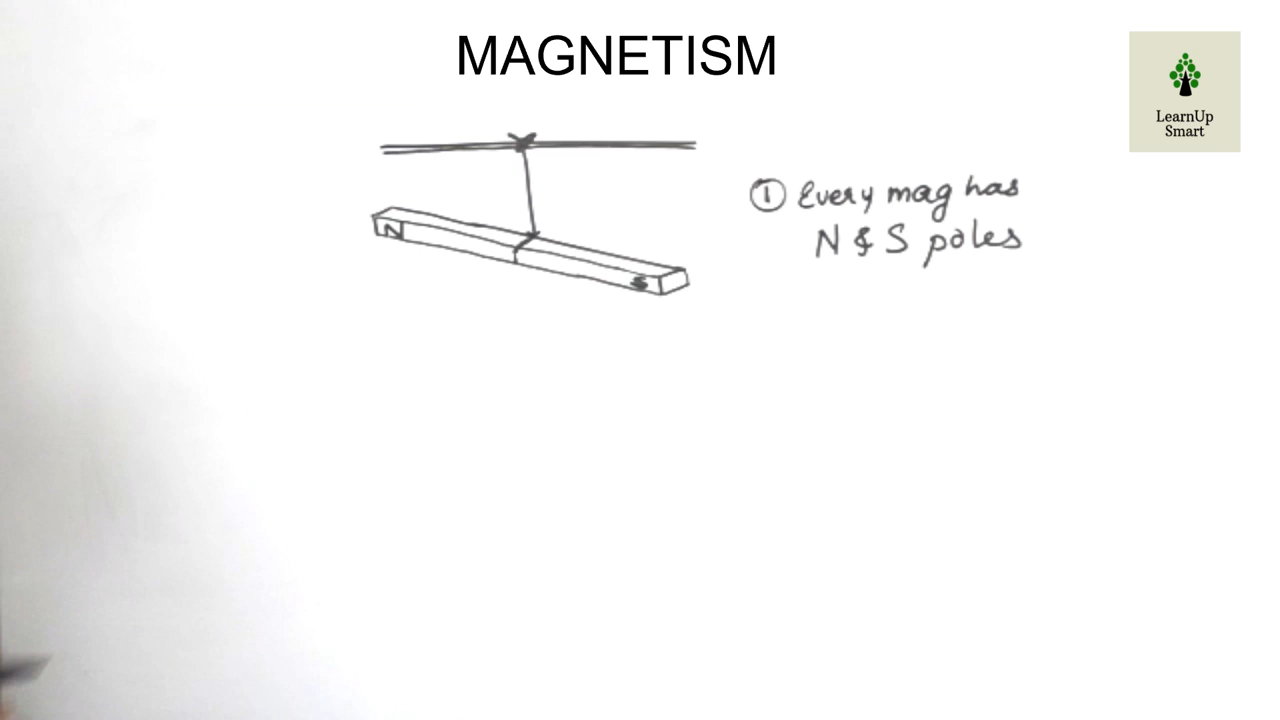 MAGNETISM
LearnUp
Smart
① Every mag has
N & S poles
N
S